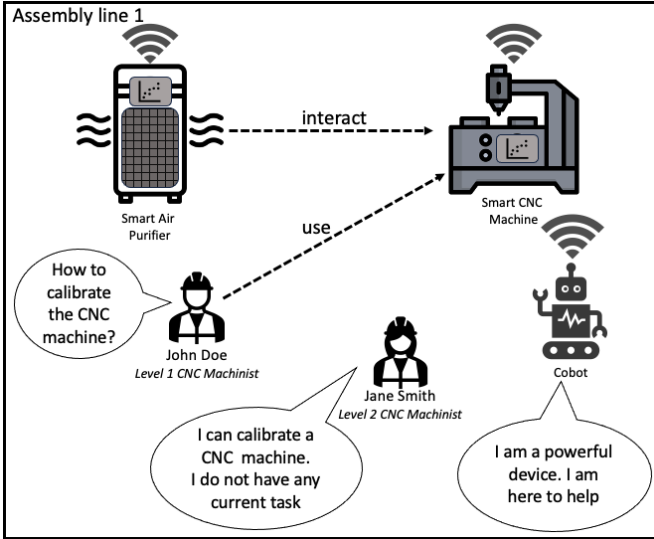 Assembly line 1
interact
Smart Air
Purifier
Smart CNC
Machine
use
How to
calibrate
the CNC
machine?
John Doe
Level 1 CNC Machinist
Jane Smith
Level 2 CNC Machinist
Cobot
I can calibrate a
CNC machine.
I do not have any
current task
I am a powerful
device. I am
here to help